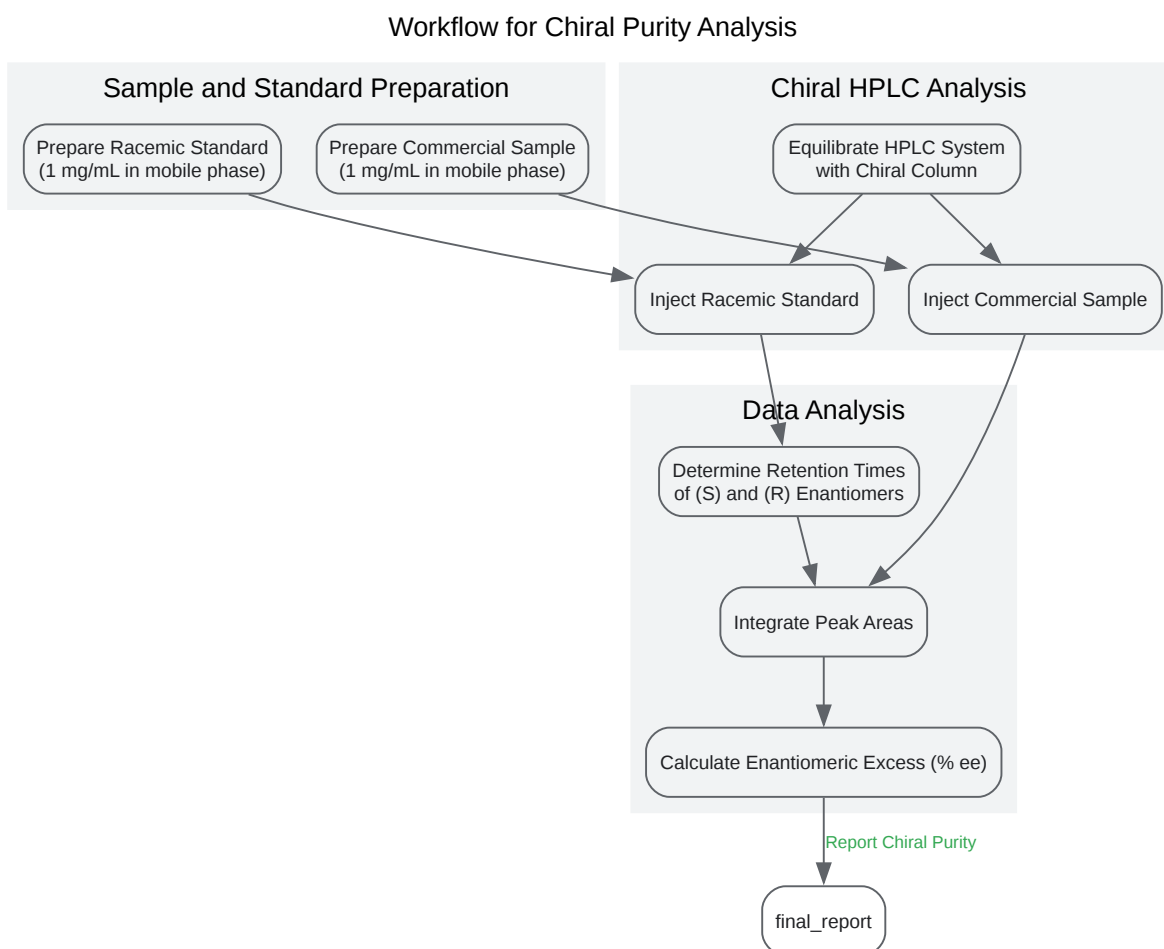 Workflow for Chiral Purity Analysis
Sample and Standard Preparation
Prepare Racemic Standard
(1 mg/mL in mobile phase)
Prepare Commercial Sample
(1 mg/mL in mobile phase)
Chiral HPLC Analysis
Equilibrate HPLC System
with Chiral Column
Inject Racemic Standard
Inject Commercial Sample
Data Analysis
Determine Retention Times
of (S) and (R) Enantiomers
Integrate Peak Areas
Calculate Enantiomeric Excess (% ee)
Report Chiral Purity
final_report